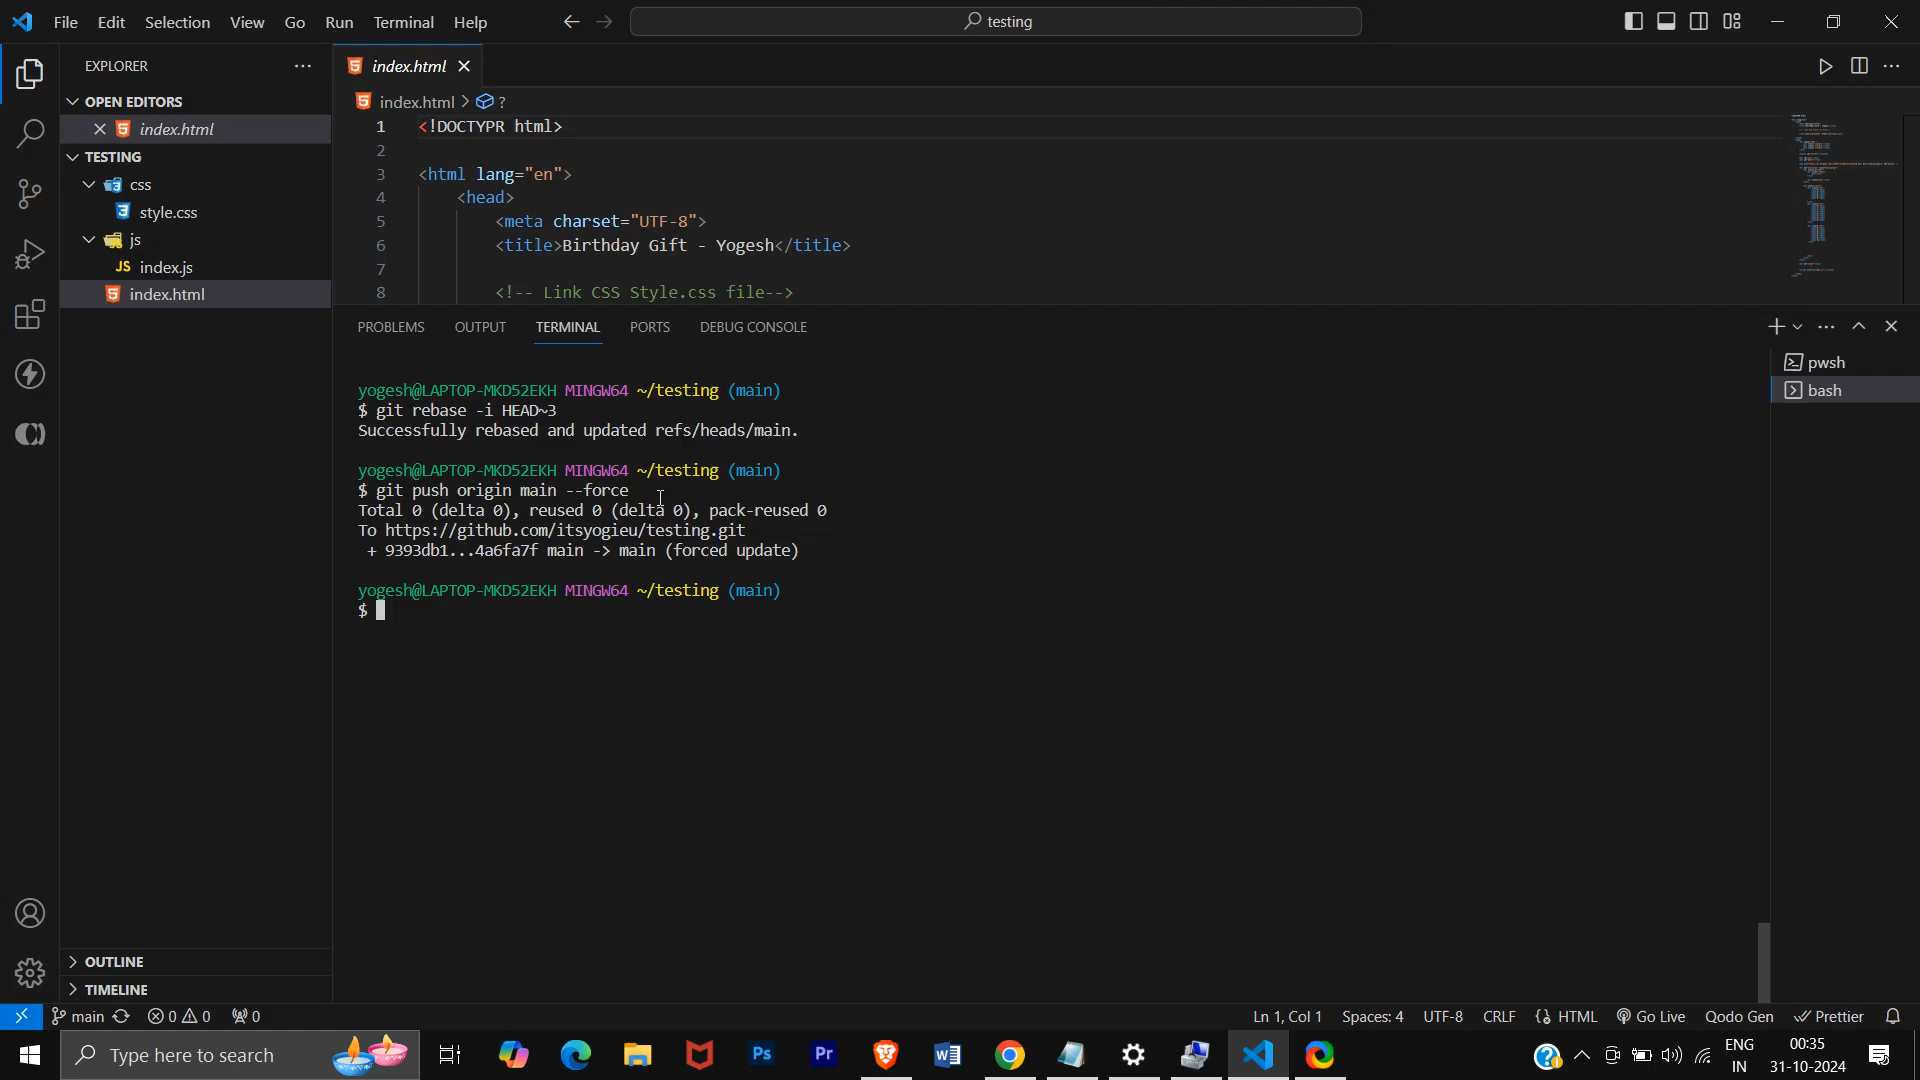 File Edit Selection View Go Run Terminal Help
testing
EXPLORER
OPEN EDITORS
index.html
TESTING
css
style.css
js
JS index.js
index.html
OUTLINE
TIMELINE
index.html
index.html > ?
1 <!DOCTYPR html>
2
3 <html lang="en">
4 <head>
5 <meta charset="UTF-8">
6 <title>Birthday Gift - Yogesh</title>
7
8 <!-- Link CSS Style.css file-->
PROBLEMS OUTPUT TERMINAL PORTS DEBUG CONSOLE
pwsh
bash
yogesh@LAPTOP-MKD52EKH MINGW64 ~/testing (main)
$ git rebase -i HEAD~3
Successfully rebased and updated refs/heads/main.
yogesh@LAPTOP-MKD52EKH MINGW64 ~/testing (main)
$ git push origin main --force
Total 0 (delta 0), reused 0 (delta 0), pack-reused 0
To https://github.com/itsyogieu/testing.git
+ 9393db1...4a6fa7f main -> main (forced update)
yogesh@LAPTOP-MKD52EKH MINGW64 ~/testing (main)
$
main 0 0 0 Ln 1, Col 1 Spaces: 4 UTF-8 CRLF HTML Go Live Qodo Gen Prettier
Type here to search
Ps
Pr
W
ENG
IN
00:35
31-10-2024